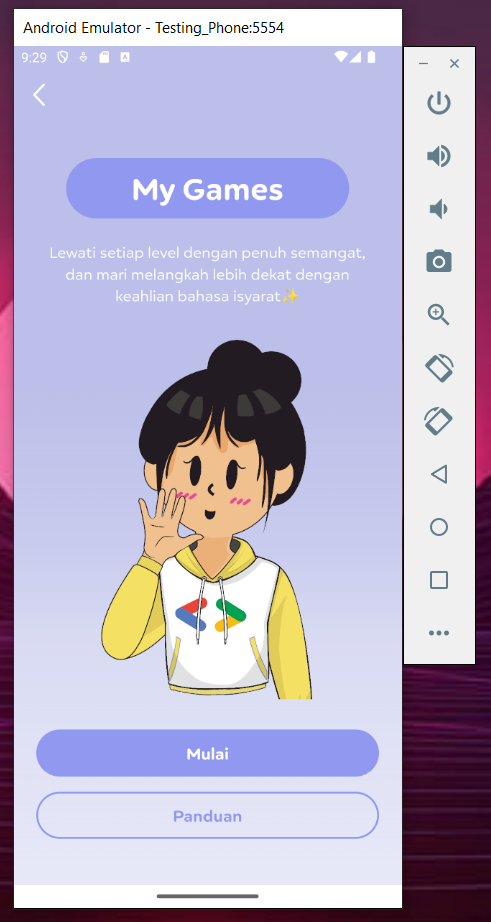 Android Emulator - Testing_Phone:5554
9:29
My Games
Lewati setiap level dengan penuh semangat,
dan mari melangkah lebih dekat dengan
keahlian bahasa isyarat✨
Mulai
Panduan